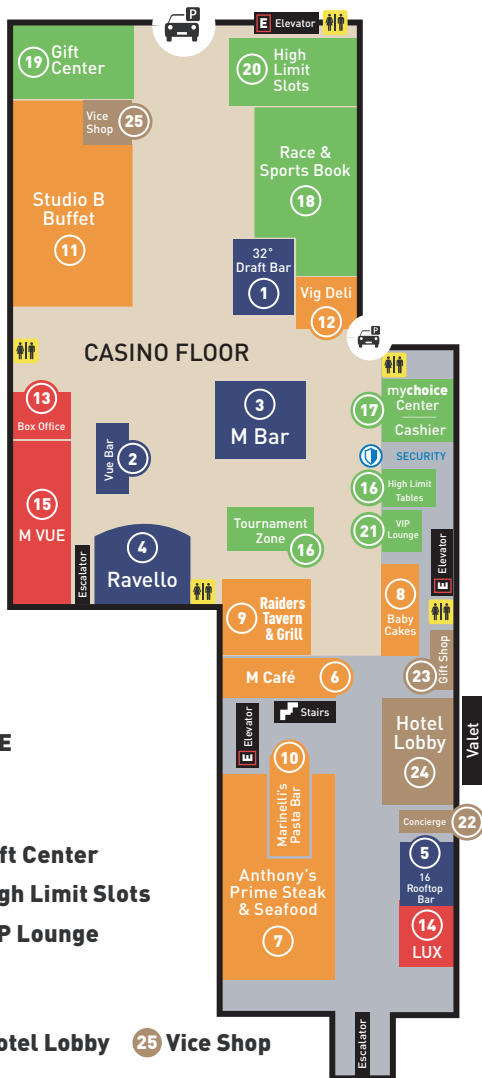 P
E Elevator
19 Gift
Center
20 High
Limit
Slots
Vice
Shop 25
Race &
Sports Book
18
Studio B
Buffet
11
32°
Draft Bar
1
Vig Deli
12
P
CASINO FLOOR
13
Box Office
3
M Bar
mychoice
Center
17
Cashier
Vue Bar
2
SECURITY
16 High Limit
Tables
15
M VUE
Tournament
Zone
16
21 VIP
Lounge
4
Ravello
Escalator
E Elevator
9 Raiders
Tavern
& Grill
8
Baby
Cakes
Gift Shop
23
M Café 6
Stairs
E Elevator
Hotel
Lobby
24
Valet
10
Marinelli's
Pasta Bar
Concierge 22
5
16
Rooftop
Bar
Anthony's
Prime Steak
& Seafood
7
14
LUX
Escalator
E
ft Center
gh Limit Slots
P Lounge
otel Lobby 25 Vice Shop